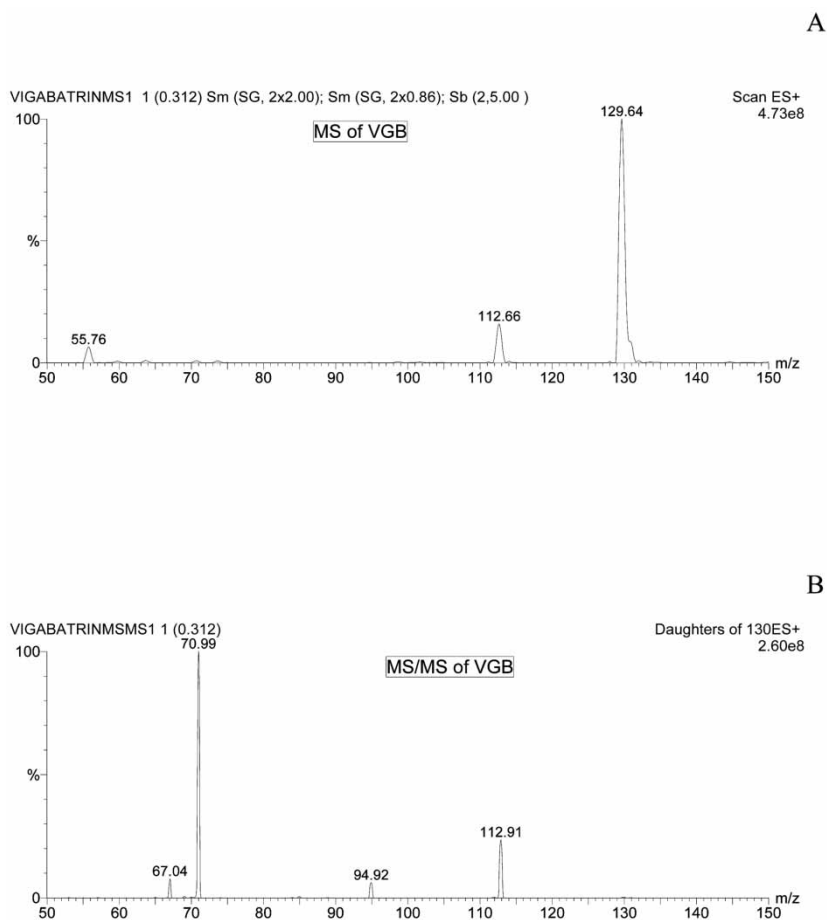 A
VIGABATRINMS1 1 (0.312) Sm (SG, 2x2.00); Sm (SG, 2x0.86); Sb (2,5.00 )
Scan ES+
4.73e8
MS of VGB
100
%
0
129.64
112.66
55.76
50 60 70 80 90 100 110 120 130 140 150
m/z
B
VIGABATRINMSMS1 1 (0.312)
Daughters of 130ES+
2.60e8
MS/MS of VGB
100
%
0
70.99
67.04
94.92
112.91
50 60 70 80 90 100 110 120 130 140 150
m/z